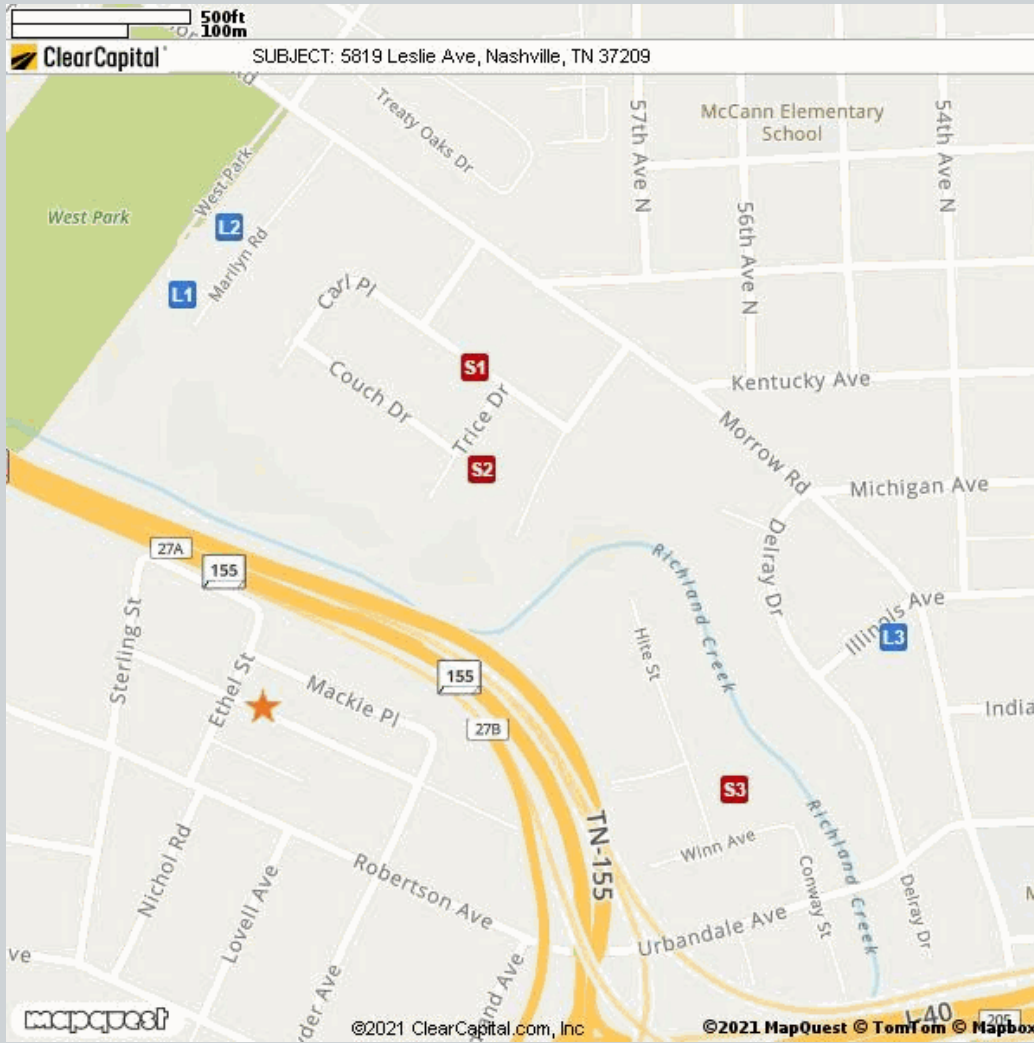 500ft
100m
ClearCapital
SUBJECT: 5819 Leslie Ave, Nashville, TN 37209
Rd
Treaty Oaks Dr
57th Ave N
McCann Elementary
School
54th Ave N
West Park
West Park
L2
56th Ave N
Marilyn Rd
L1
Carl Pl
S1
Couch Dr
Kentucky Ave
Trice Dr
Morrow Rd
S2
Michigan Ave
27A
155
Delray Dr
Richland Creek
Illinois Ave
L3
Sterling St
Hite St
Ethel St
155
Mackie Pl
India
27B
S3
TN-155
Richland Creek
Winn Ave
Nichol Rd
Robertson Ave
Conway St
Lovell Ave
Delray Dr
Urbandale Ave
ve
der Ave
and Ave
I-40
205
mapquest
©2021 ClearCapital.com, Inc
©2021 MapQuest © TomTom © Mapbox